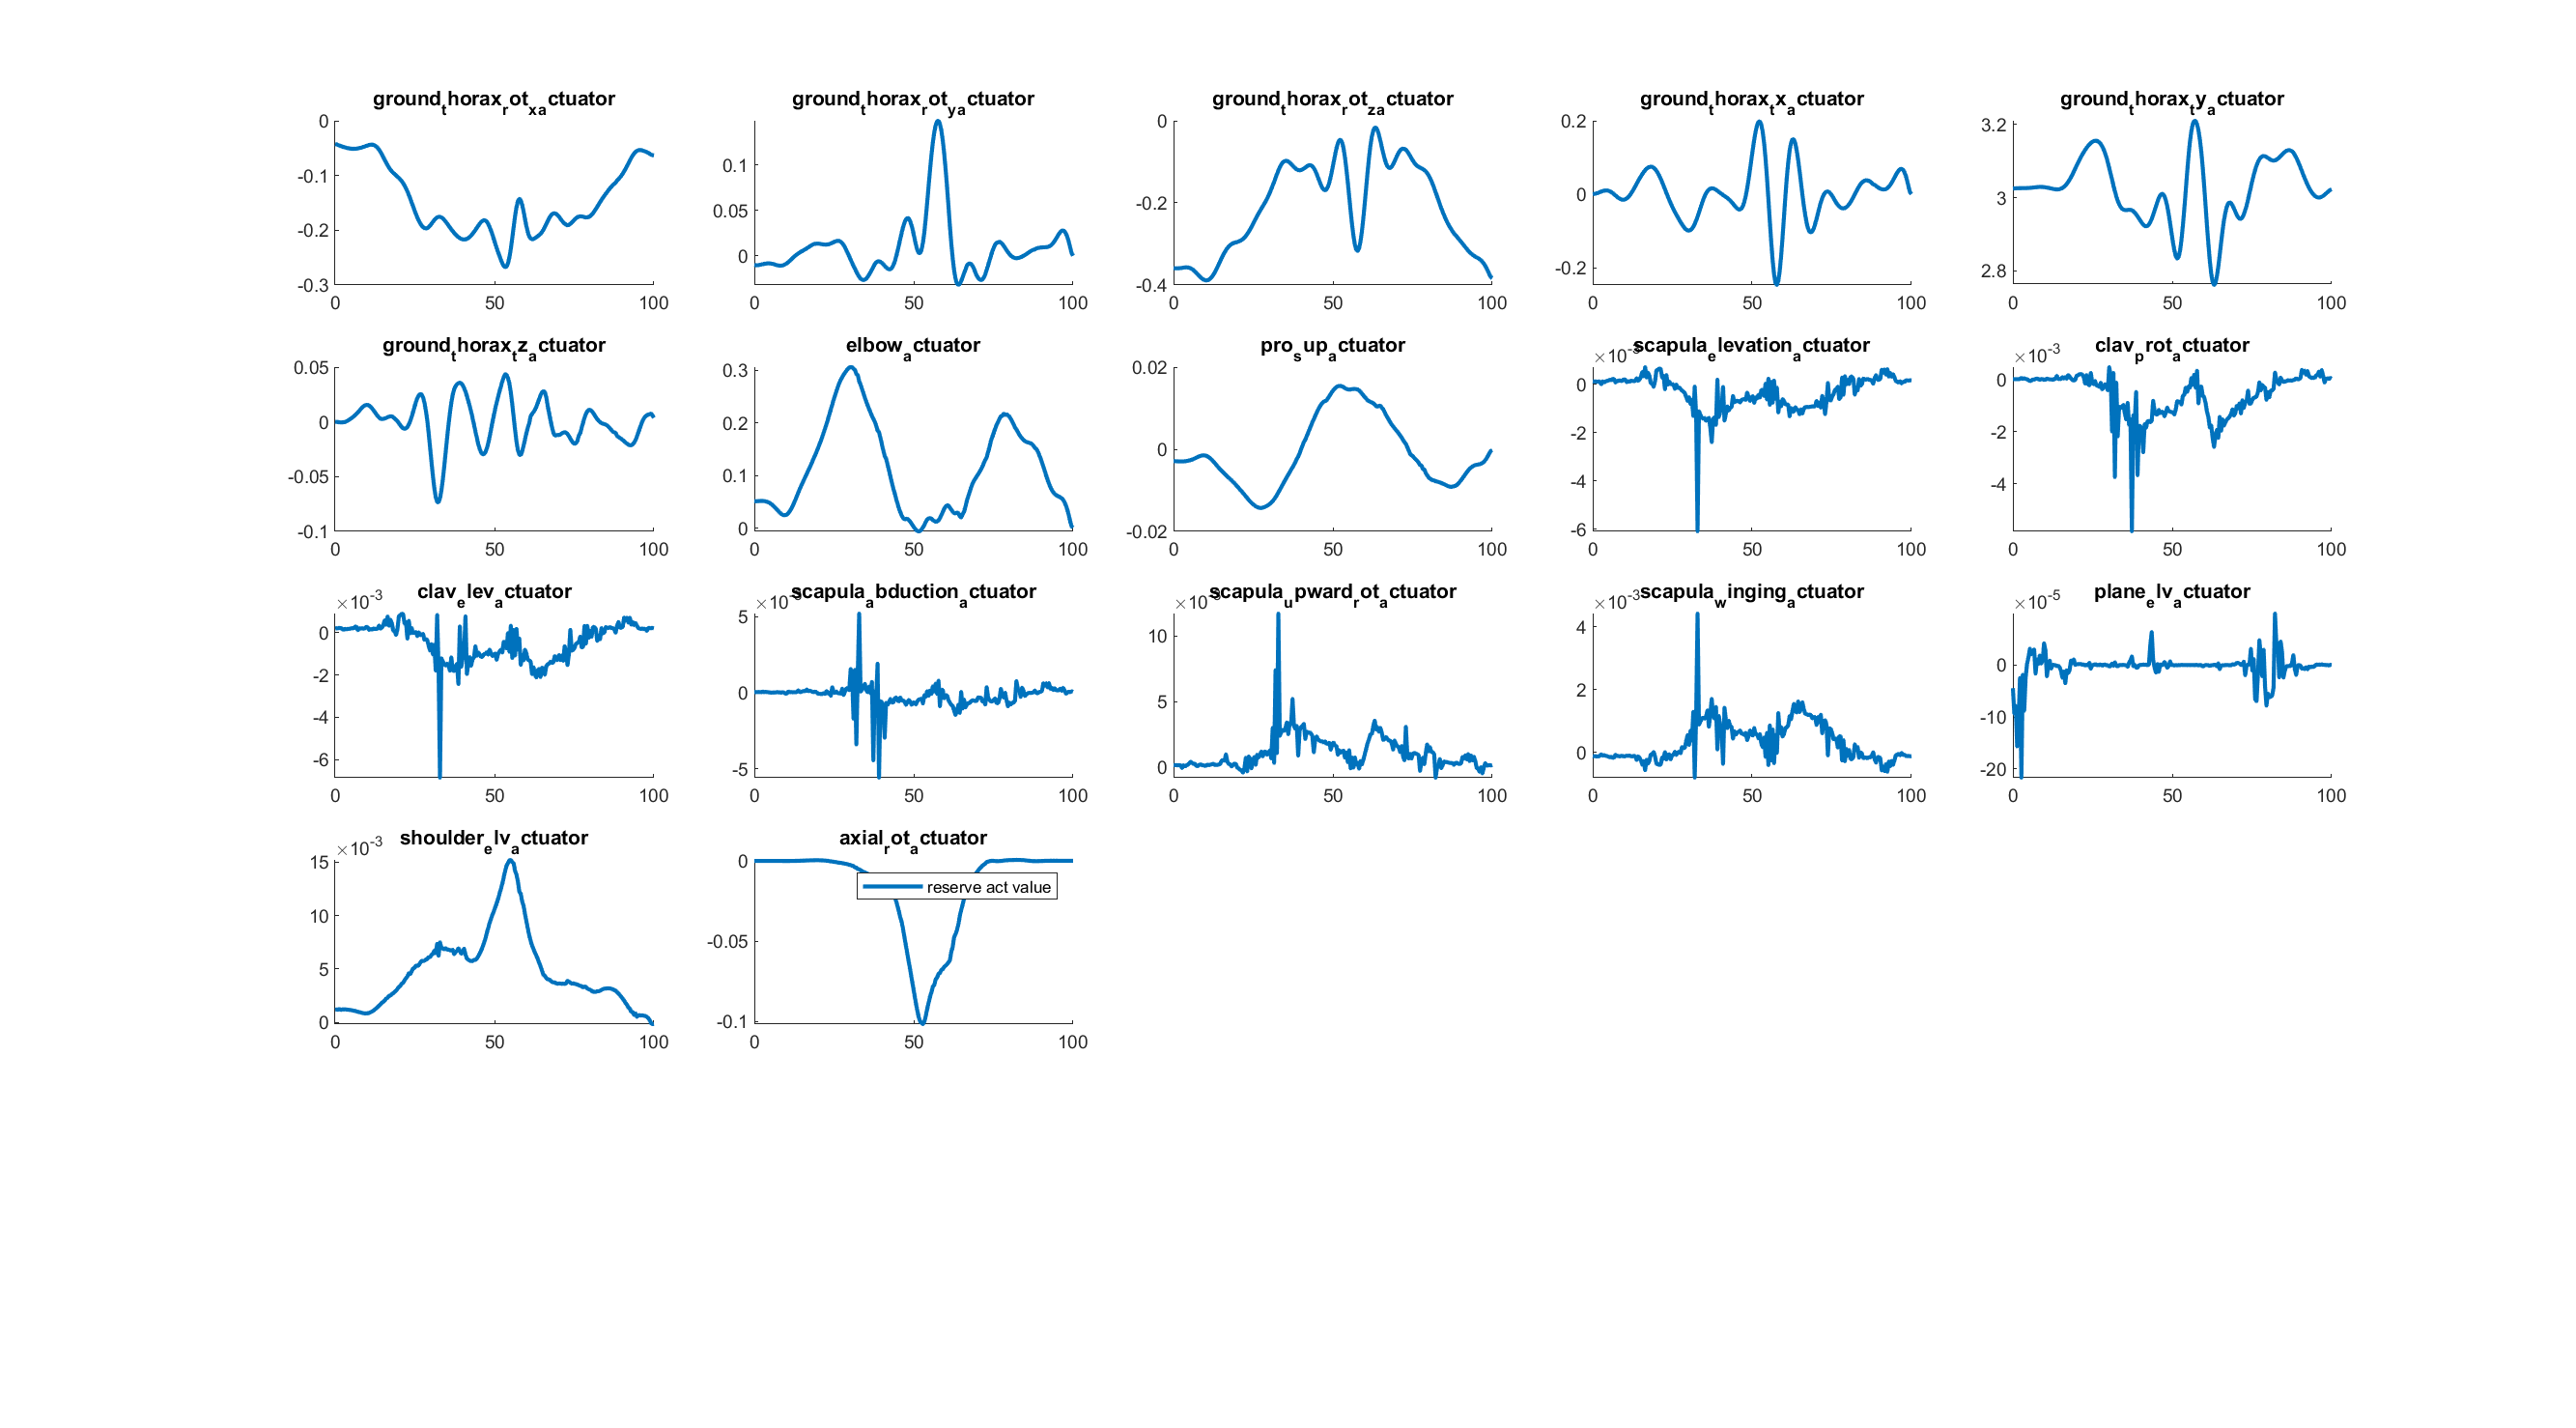 ground_thorax_rot_xactuator ground_thorax_rot_yactuator ground_thorax_rot_zactuator ground_thorax_tx_actuator ground_thorax_ty_actuator
0 -0.1 -0.2 -0.3 0 50 100
0.1 0.05 0 0 50 100
0 -0.2 -0.4 0 50 100
0.2 0 -0.2 0 50 100
3.2 3 2.8 0 50 100
ground_thorax_tz_actuator elbow_actuator pro_sup_actuator scapula_elevation_actuator clav_prot_actuator
0.05 0 -0.05 -0.1 0 50 100
0.3 0.2 0.1 0 0 50 100
0.02 0 -0.02 0 50 100
×10-3 0 -2 -4 -6 0 50 100
×10-3 0 -2 -4 0 50 100
clav_elev_actuator scapula_abduction_actuator scapula_upward_rot_actuator scapula_winging_actuator plane_elv_actuator
×10-3 0 -2 -4 -6 0 50 100
×10 5 0 -5 0 50 100
×10 10 5 0 0 50 100
×10-3 4 2 0 0 50 100
×10-5 0 -10 -20 0 50 100
shoulder_elv_actuator axial_rot_actuator
×10-3 15 10 5 0 0 50 100
0 -0.05 -0.1 0 50 100
reserve act value